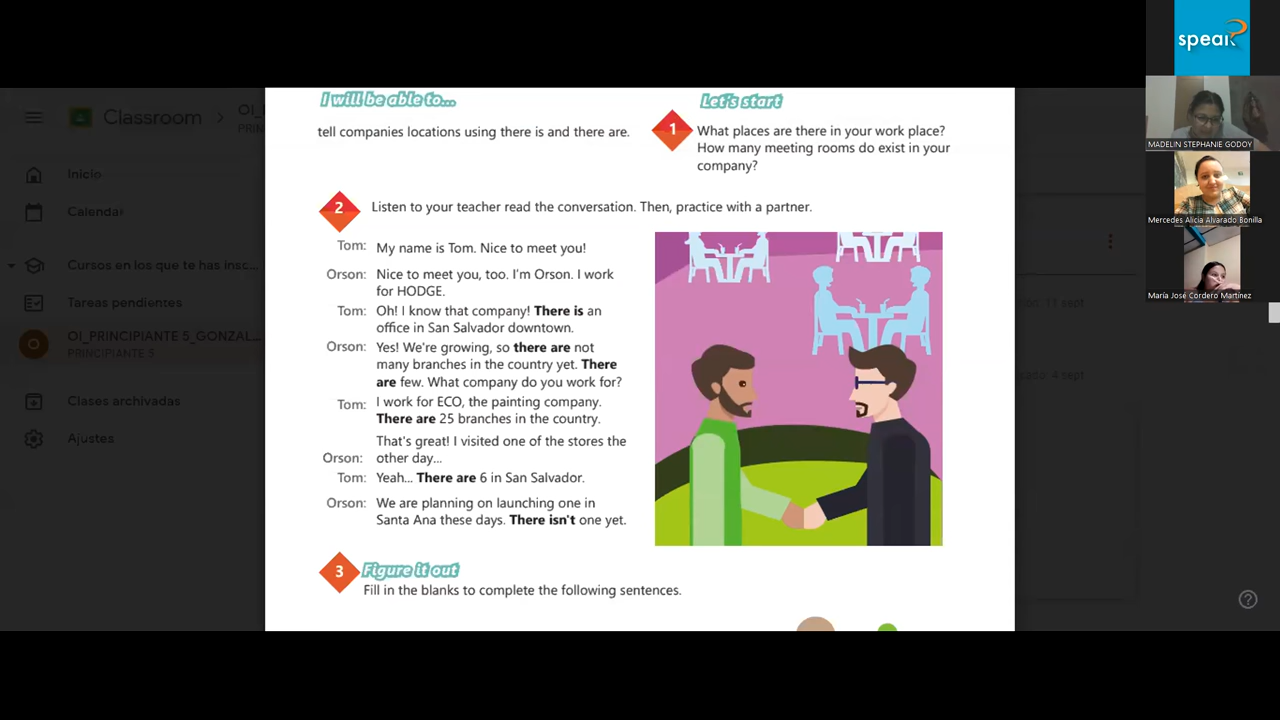 Classroom
Inicio
Calendar
Cursos en los que te has insc...
Tareas pendientes
OI_PRINCIPIANTE 5_GONZAL...
PRINCIPIANTE 5
Clases archivadas
Ajustes
I will be able to...
tell companies locations using there is and there are.
Let's start
1
What places are there in your work place?
How many meeting rooms do exist in your
company?
2
Listen to your teacher read the conversation. Then, practice with a partner.
Tom: My name is Tom. Nice to meet you!
Orson: Nice to meet you, too. I'm Orson. I work
for HODGE.
Tom: Oh! I know that company! There is an
office in San Salvador downtown.
Orson: Yes! We're growing, so there are not
many branches in the country yet. There
are few. What company do you work for?
Tom: I work for ECO, the painting company.
There are 25 branches in the country.
That's great! I visited one of the stores the
Orson: other day...
Tom: Yeah... There are 6 in San Salvador.
Orson: We are planning on launching one in
Santa Ana these days. There isn't one yet.
3
Figure it out
Fill in the blanks to complete the following sentences.
speak
MADELIN STEPHANIE GODOY
Mercedes Alicia Alvarado Bonilla
María José Cordero Martínez